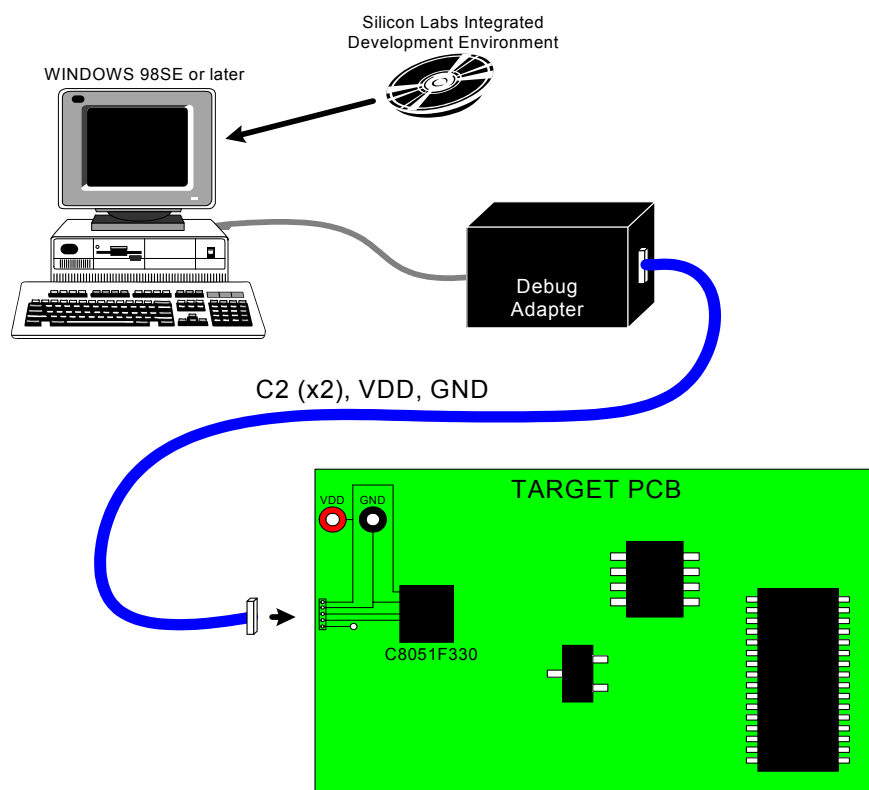 Silicon Labs Integrated
Development Environment
WINDOWS 98SE or later
Debug
Adapter
C2 (x2), VDD, GND
TARGET PCB
VDD
GND
C8051F330